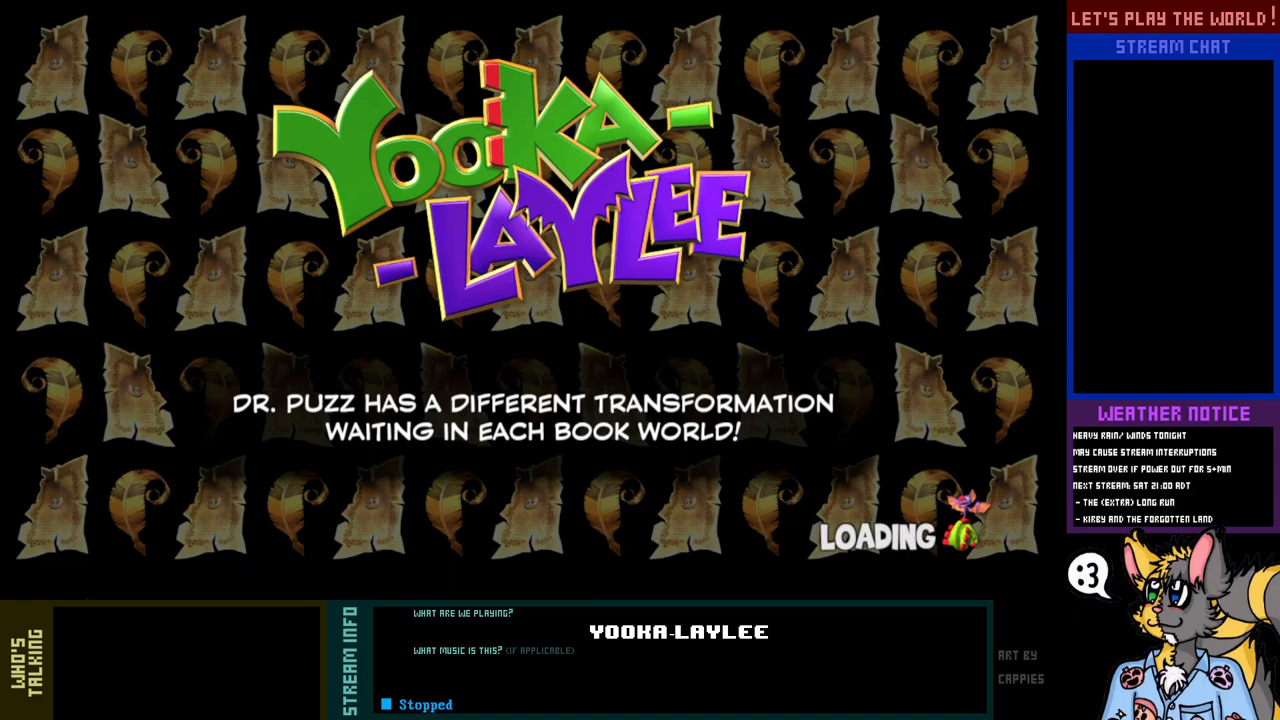 YOOKA-
-LAYLEE
DR. PUZZ HAS A DIFFERENT TRANSFORMATION
WAITING IN EACH BOOK WORLD!
LOADING
LET'S PLAY THE WORLD!
STREAM CHAT
WEATHER NOTICE
HEAVY RAIN/ WINDS TONIGHT
MAY CAUSE STREAM INTERRUPTIONS
STREAM OVER IF POWER OUT FOR 5+MIN
NEXT STREAM: SAT 21:00 ADT
- THE (EXTRA) LONG RUN
- KIRBY AND THE FORGOTTEN LAND
:3
WHO'S
TALKING
STREAM INFO
WHAT ARE WE PLAYING?
YOOKA-LAYLEE
WHAT MUSIC IS THIS? (IF APPLICABLE)
Stopped
ART BY
CAPPIES